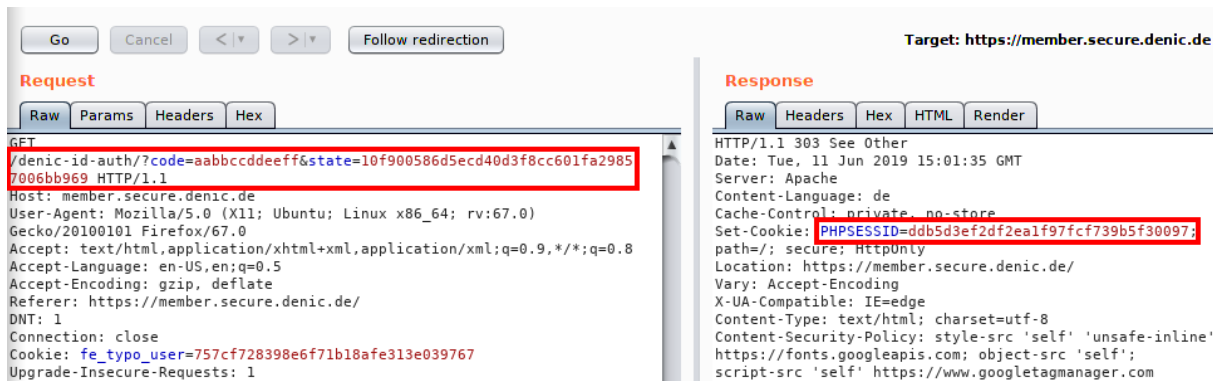 Go Cancel < > Follow redirection Target: https://member.secure.denic.de
Request
Raw Params Headers Hex
GET
/denic-id-auth/?code=aabbccddeeff&state=10f900586d5ecd40d3f8cc601fa2985
7006bb969 HTTP/1.1
Host: member.secure.denic.de
User-Agent: Mozilla/5.0 (X11; Ubuntu; Linux x86_64; rv:67.0)
Gecko/20100101 Firefox/67.0
Accept: text/html,application/xhtml+xml,application/xml;q=0.9,*/*;q=0.8
Accept-Language: en-US,en;q=0.5
Accept-Encoding: gzip, deflate
Referer: https://member.secure.denic.de/
DNT: 1
Connection: close
Cookie: fe_typo_user=757cf728398e6f71b18afe313e039767
Upgrade-Insecure-Requests: 1
Response
Raw Headers Hex HTML Render
HTTP/1.1 303 See Other
Date: Tue, 11 Jun 2019 15:01:35 GMT
Server: Apache
Content-Language: de
Cache-Control: private, no-store
Set-Cookie: PHPSESSID=ddb5d3ef2df2ea1f97fcf739b5f30097;
path=/; secure; HttpOnly
Location: https://member.secure.denic.de/
Vary: Accept-Encoding
X-UA-Compatible: IE=edge
Content-Type: text/html; charset=utf-8
Content-Security-Policy: style-src 'self' 'unsafe-inline'
https://fonts.googleapis.com; object-src 'self';
script-src 'self' https://www.googletagmanager.com